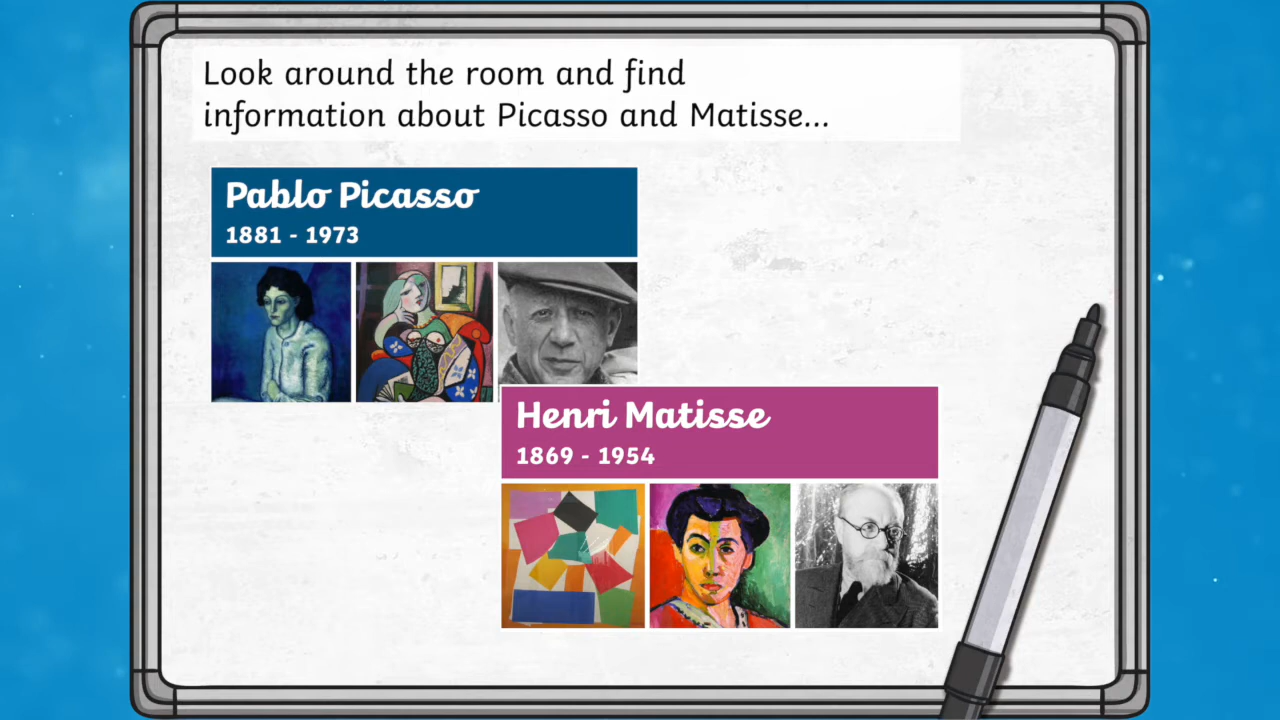 Look around the room and find
information about Picasso and Matisse...
Pablo Picasso
1881 - 1973
Henri Matisse
1869 - 1954